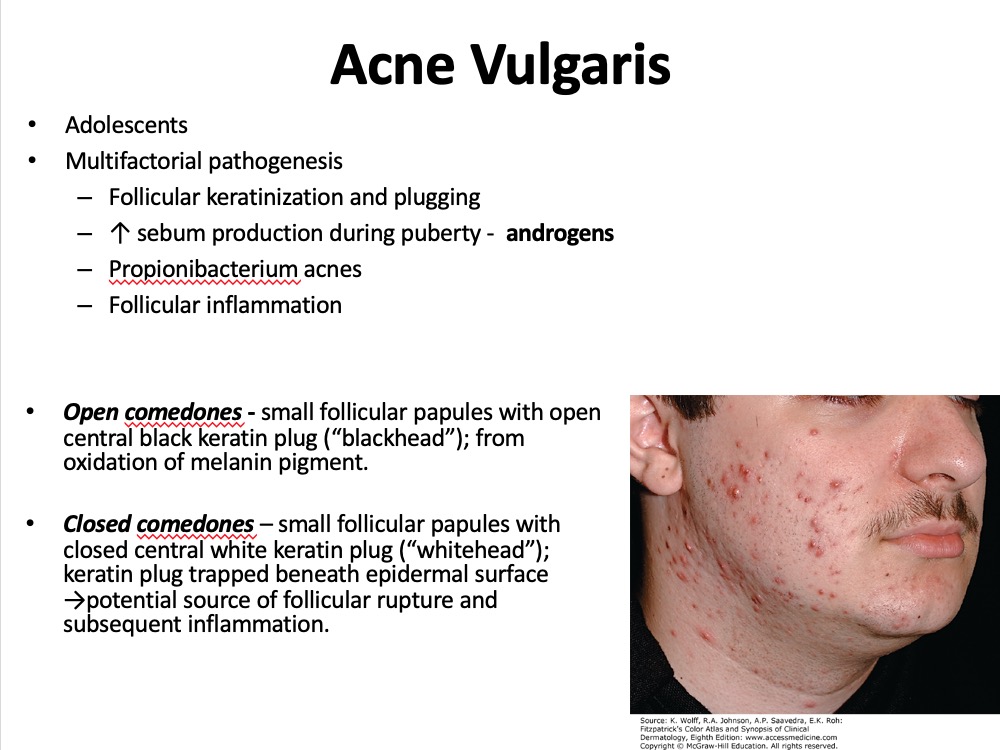 Acne Vulgaris
• Adolescents
• Multifactorial pathogenesis
– Follicular keratinization and plugging
– ↑ sebum production during puberty - androgens
– Propionibacterium acnes
– Follicular inflammation
• Open comedones - small follicular papules with open
central black keratin plug (“blackhead”); from
oxidation of melanin pigment.
• Closed comedones – small follicular papules with
closed central white keratin plug (“whitehead”);
keratin plug trapped beneath epidermal surface
→potential source of follicular rupture and
subsequent inflammation.
Source: K. Wolff, R.A. Johnson, A.P. Saavedra, E.K. Roh:
Fitzpatrick's Color Atlas and Synopsis of Clinical
Dermatology, Eighth Edition: www.accessmedicine.com
Copyright © McGraw-Hill Education. All rights reserved.